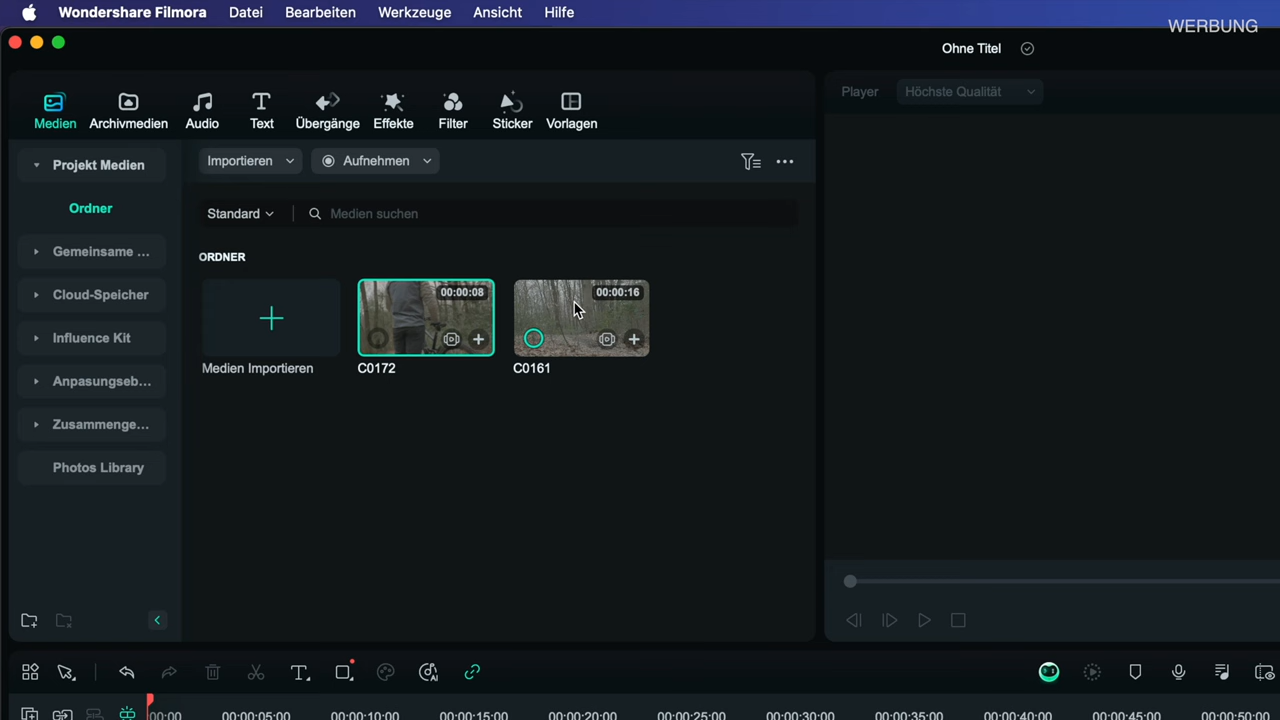 Wondershare Filmora Datei Bearbeiten Werkzeuge Ansicht Hilfe
WERBUNG
Ohne Titel
Medien Archivmedien Audio Text Übergänge Effekte Filter Sticker Vorlagen
Player Höchste Qualität
Projekt Medien
Ordner
Gemeinsame ...
Cloud-Speicher
Influence Kit
Anpasungseb...
Zusammenge...
Photos Library
Importieren Aufnehmen
Standard Medien suchen
ORDNER
00:00:08 00:00:16
Medien Importieren C0172 C0161
00:00 00:00:05:00 00:00:10:00 00:00:15:00 00:00:20:00 00:00:25:00 00:00:30:00 00:00:35:00 00:00:40:00 00:00:45:00 00:00:50:00